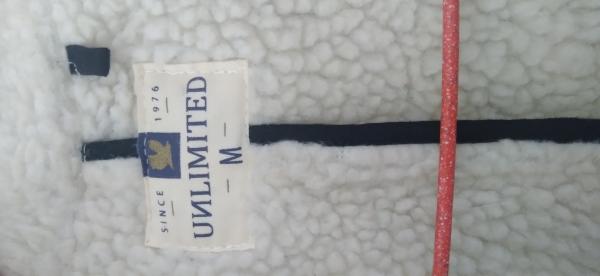 SINCE 1976
UNLIMITED
- M -